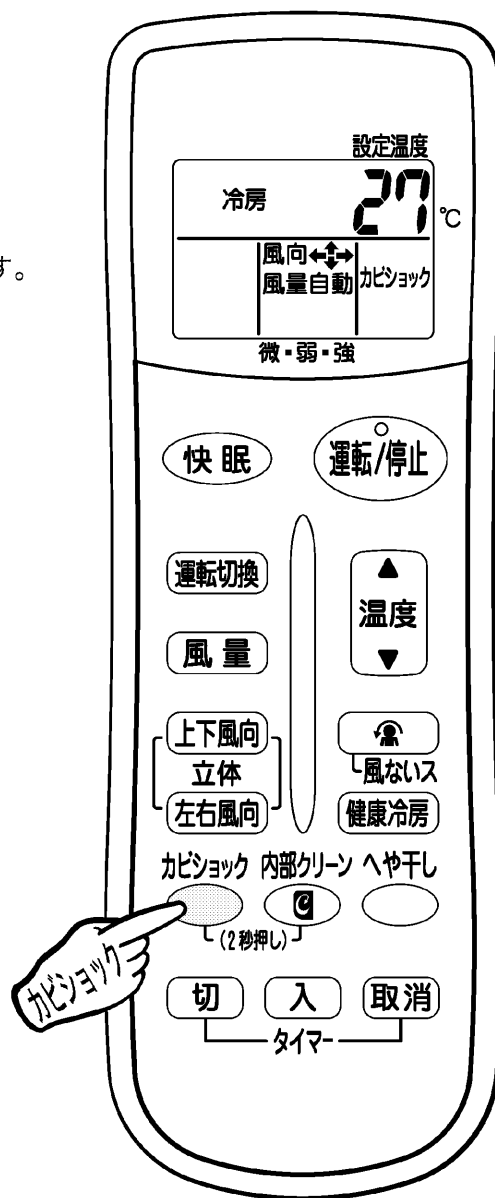 設定温度
冷房 27℃
す。
風向
風量自動 カビショック
微・弱・強
快眠 運転/停止
運転切換
▲
温度
▼
風量
上下風向
立体
左右風向
風ないス
健康冷房
カビショック 内部クリーン へや干し
(2秒押し)
カビショック
切 入 取消
タイマー